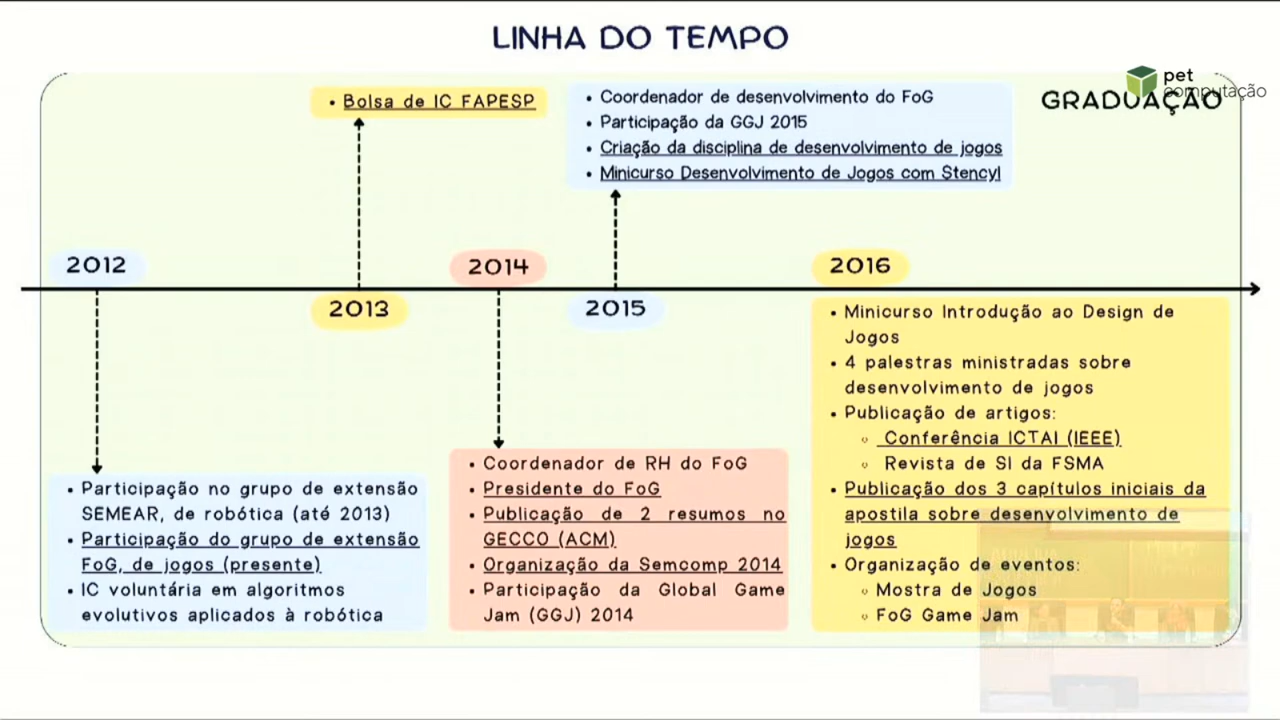 LINHA DO TEMPO
pet
computação
GRADUAÇÃO
• Bolsa de IC FAPESP
• Coordenador de desenvolvimento do FoG
• Participação da GGJ 2015
• Criação da disciplina de desenvolvimento de jogos
• Minicurso Desenvolvimento de Jogos com Stencyl
2012
2014
2016
2013
2015
• Participação no grupo de extensão
SEMEAR, de robótica (até 2013)
• Participação do grupo de extensão
FoG, de jogos (presente)
• IC voluntária em algoritmos
evolutivos aplicados à robótica
• Coordenador de RH do FoG
• Presidente do FoG
• Publicação de 2 resumos no
GECCO (ACM)
• Organização da Semcomp 2014
• Participação da Global Game
Jam (GGJ) 2014
• Minicurso Introdução ao Design de
Jogos
• 4 palestras ministradas sobre
desenvolvimento de jogos
• Publicação de artigos:
◦ Conferência ICTAI (IEEE)
◦ Revista de SI da FSMA
• Publicação dos 3 capítulos iniciais da
apostila sobre desenvolvimento de
jogos
• Organização de eventos:
◦ Mostra de Jogos
◦ FoG Game Jam